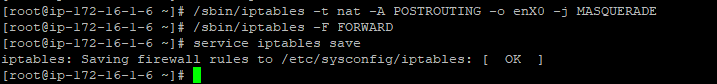 [root@ip-172-16-1-6 ~]# /sbin/iptables -t nat -A POSTROUTING -o enX0 -j MASQUERADE
[root@ip-172-16-1-6 ~]# /sbin/iptables -F FORWARD
[root@ip-172-16-1-6 ~]# service iptables save
iptables: Saving firewall rules to /etc/sysconfig/iptables: [  OK  ]
[root@ip-172-16-1-6 ~]#